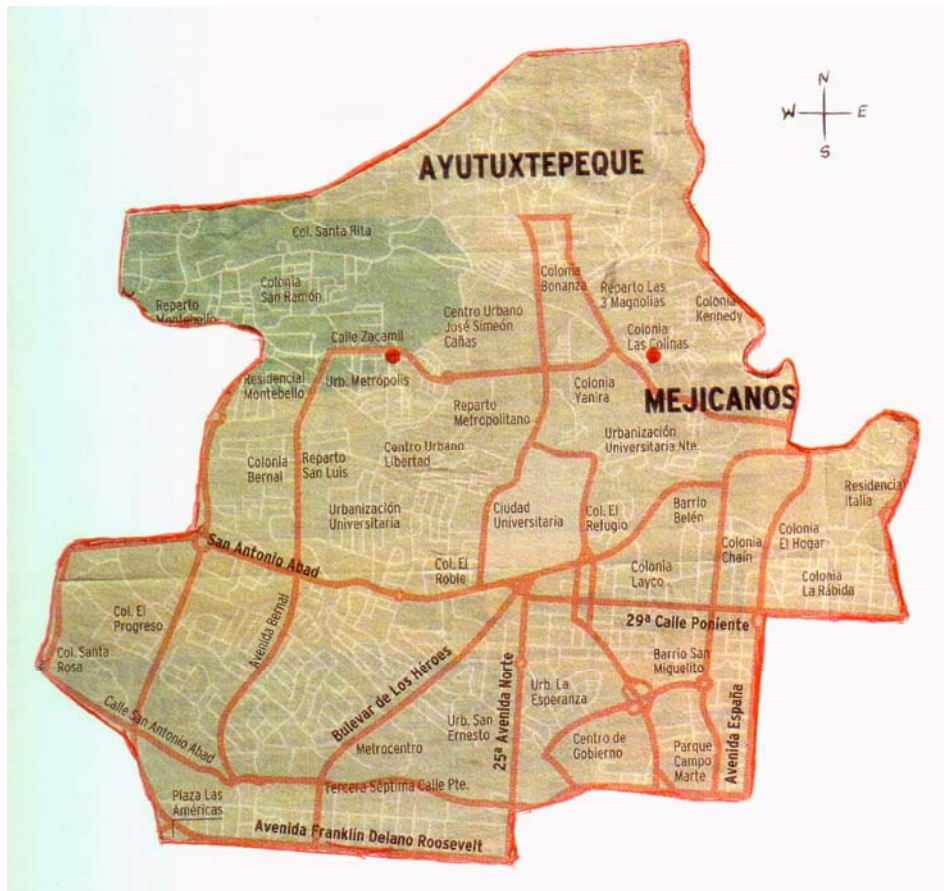 N
W E
S
AYUTUXTEPEQUE
Col. Santa Rita
Colonia
San Ramón
Colonia
Bonanza
Reparto Las
3 Magnolias
Reparto
Montebello
Centro Urbano
José Simeón
Cañas
Colonia
Kennedy
Calle Zacamil
Colonia
Las Colinas
Residencial
Montebello
Urb. Metrópolis
Colonia
Yanira
MEJICANOS
Reparto
Metropolitano
Urbanización
Universitaria Nte.
Colonia
Bernal
Reparto
San Luis
Centro Urbano
Libertad
Residencial
Italia
Urbanización
Universitaria
Ciudad
Universitaria
Col. El
Refugio
Barrio
Belén
Colonia
Chaín
Colonia
El Hogar
San Antonio Abad
Col. El
Roble
Colonia
Layco
Colonia
La Rábida
Col. El
Progreso
29ª Calle Poniente
Col. Santa
Rosa
Avenida Bernal
Bulevar de Los Héroes
25ª Avenida Norte
Barrio San
Miguelito
Urb. La
Esperanza
Avenida España
Calle San Antonio Abad
Urb. San
Ernesto
Metrocentro
Centro de
Gobierno
Parque
Campo
Marte
Tercera Séptima Calle Pte.
Plaza Las
Américas
Avenida Franklin Delano Roosevelt